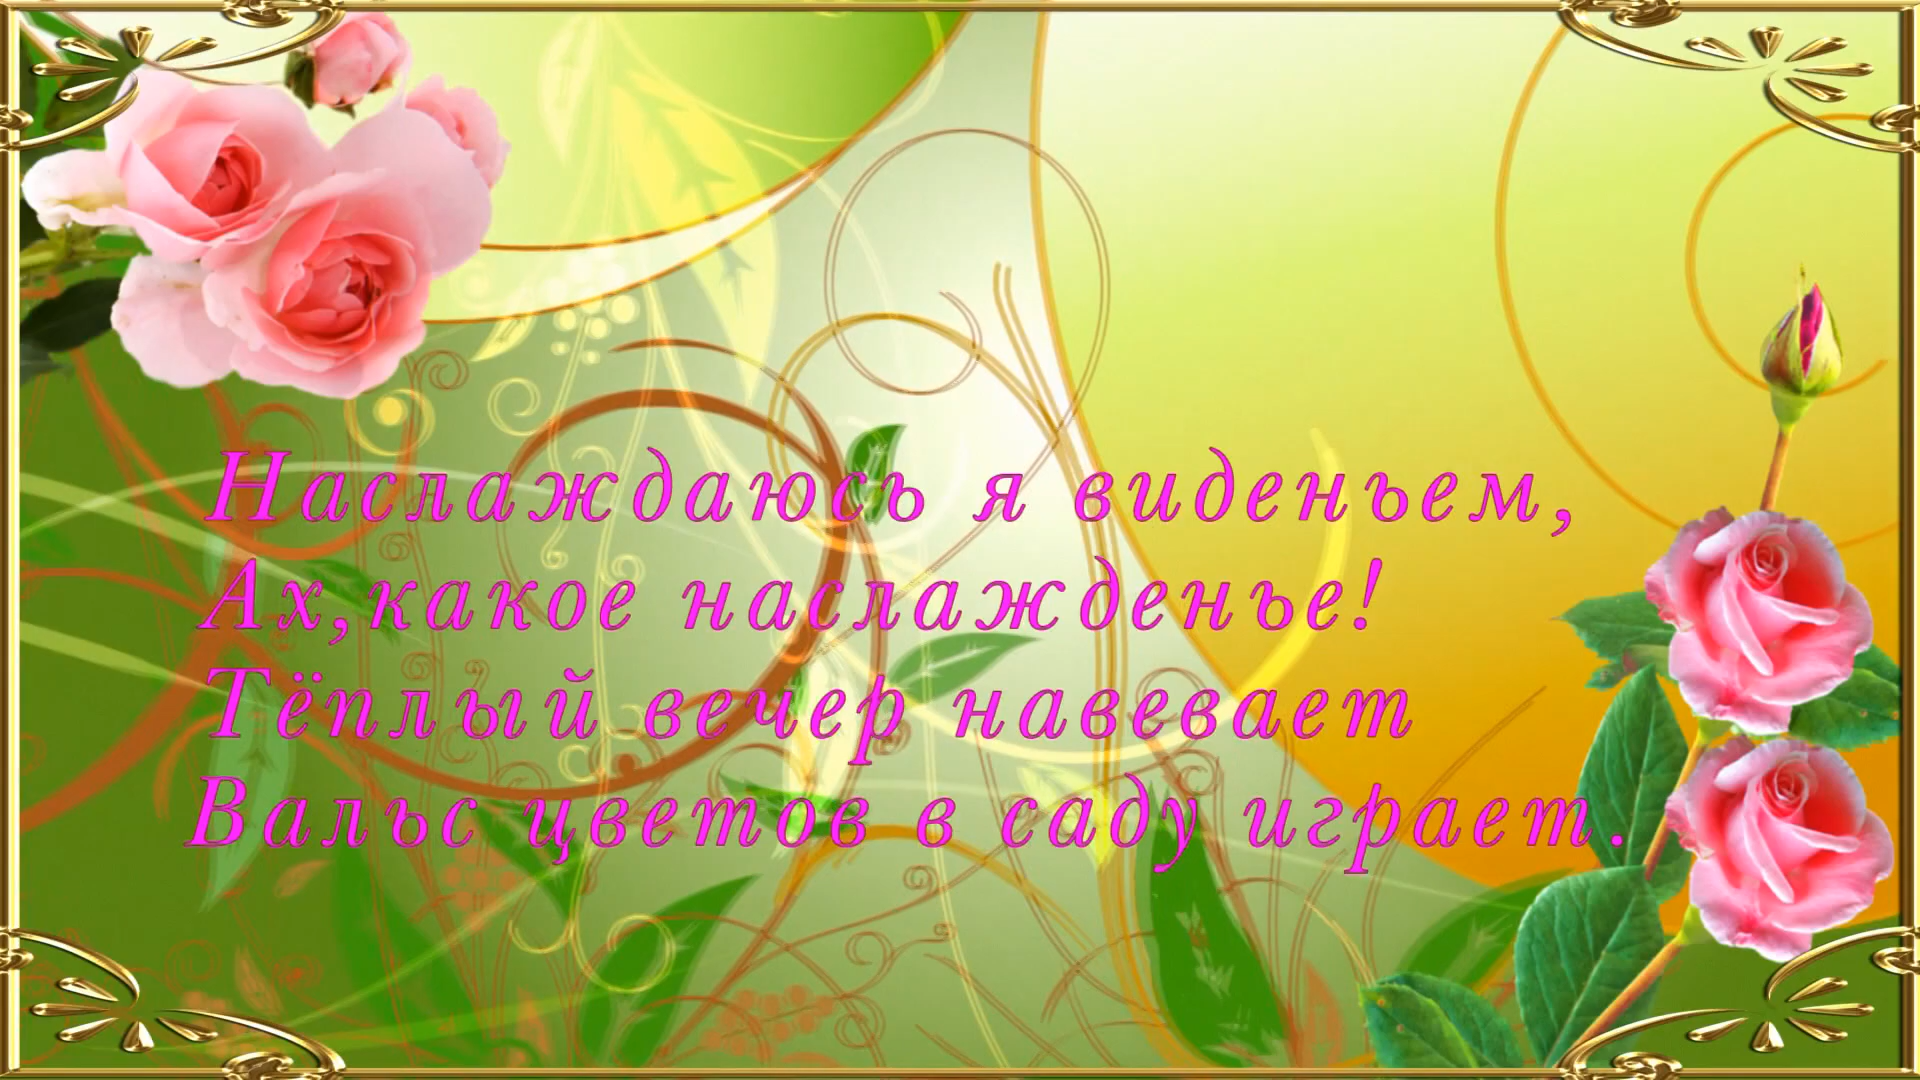 Наслаждаюсь я виденьем,
Ах,какое наслажденье!
Тёплый вечер навевает
Вальс цветов в саду играет.